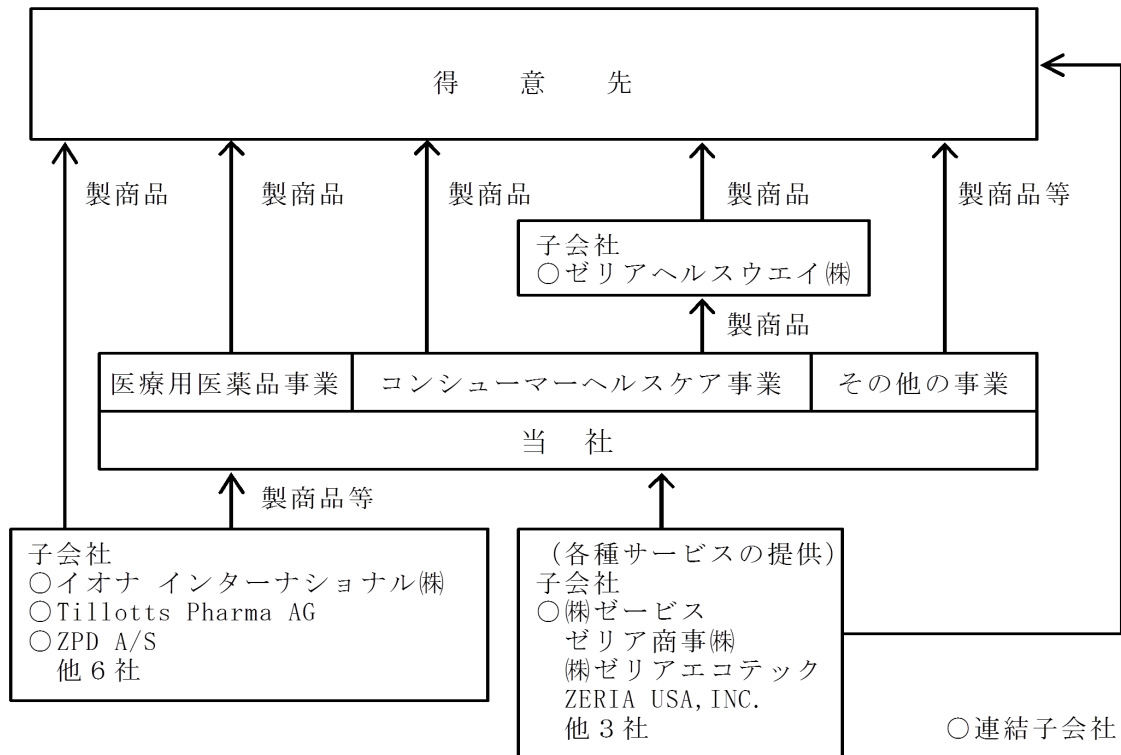 得意先
製商品
製商品
製商品
製商品
製商品等
子会社
○ゼリアヘルスウエイ㈱
製商品
医療用医薬品事業
コンシューマーヘルスケア事業
その他の事業
当社
製商品等
子会社
○イオナ インターナショナル㈱
○Tillotts Pharma AG
○ZPD A/S
他６社
(各種サービスの提供)
子会社
○㈱ゼービス
ゼリア商事㈱
㈱ゼリアエコテック
ZERIA USA,INC.
他３社
○連結子会社